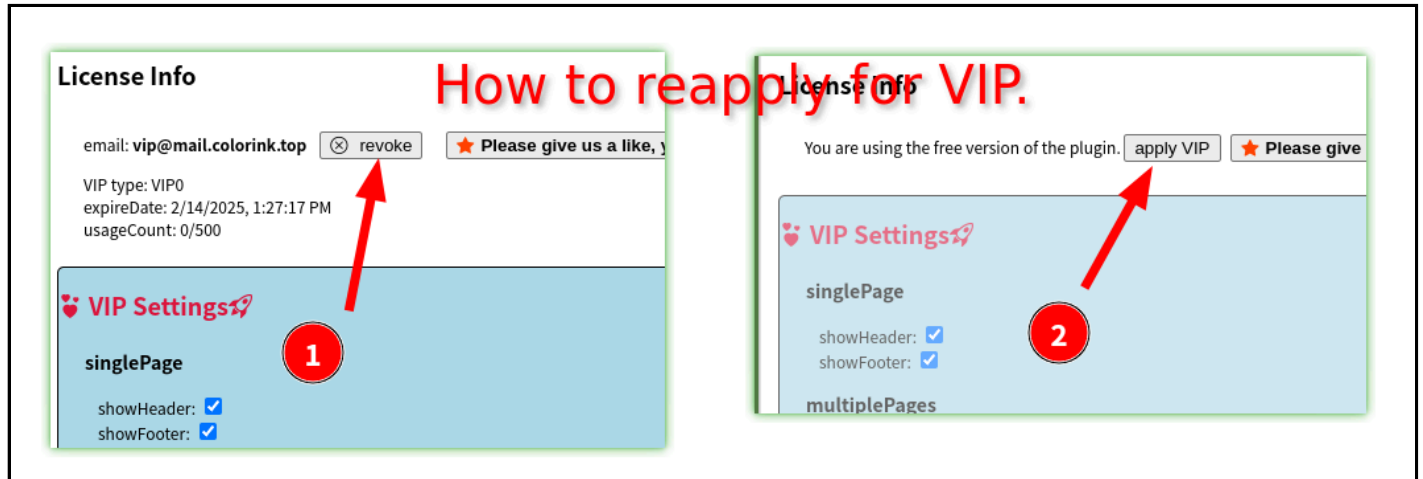 How to reapply for VIP.
License Info
email: vip@mail.colorink.top revoke Please give us a like, y
VIP type: VIP0
expireDate: 2/14/2025, 1:27:17 PM
usageCount: 0/500
VIP Settings
1
singlePage
showHeader:
showFooter:
License Info
You are using the free version of the plugin. apply VIP Please give
VIP Settings
singlePage
2
showHeader:
showFooter:
multiplePages